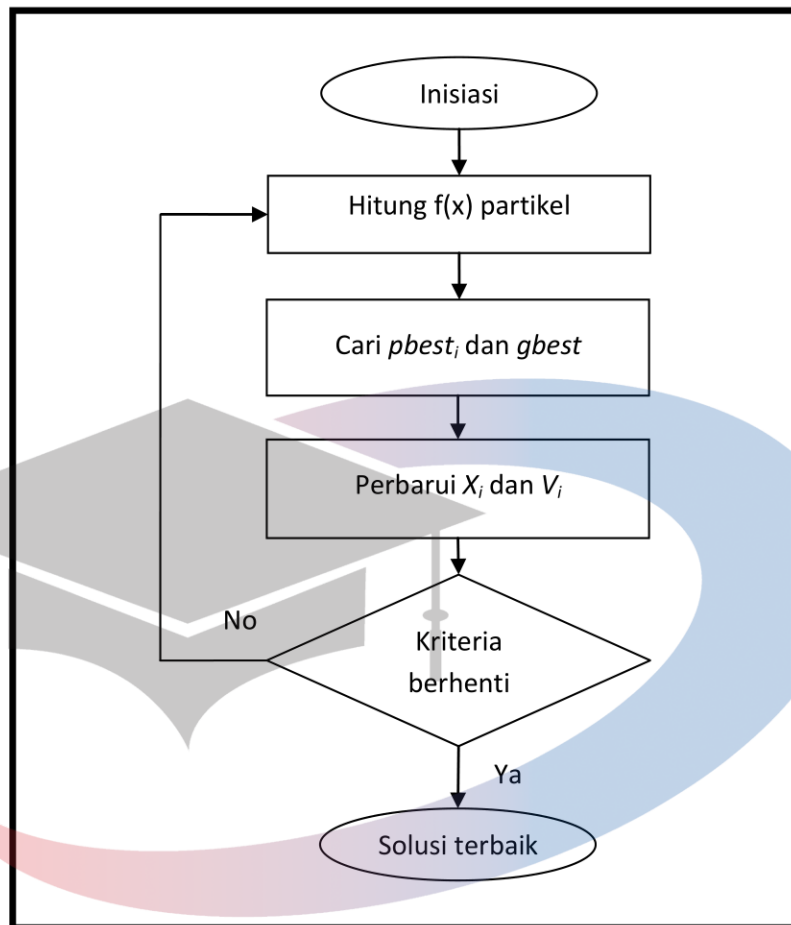 Inisiasi
Hitung f(x) partikel
Cari pbestᵢ dan gbest
Perbarui Xᵢ dan Vᵢ
No
Kriteria
berhenti
Ya
Solusi terbaik